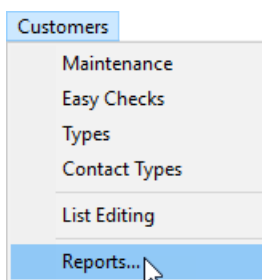 Customers
Maintenance
Easy Checks
Types
Contact Types
List Editing
Reports...